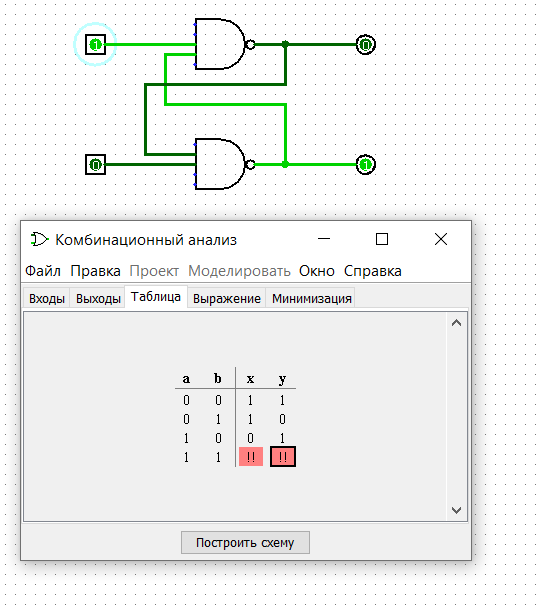 1
0
0
1
Комбинационный анализ
Файл Правка Проект Моделировать Окно Справка
Входы Выходы Таблица Выражение Минимизация
a b x y
0 0 1 1
0 1 1 0
1 0 0 1
1 1 !! !!
Построить схему